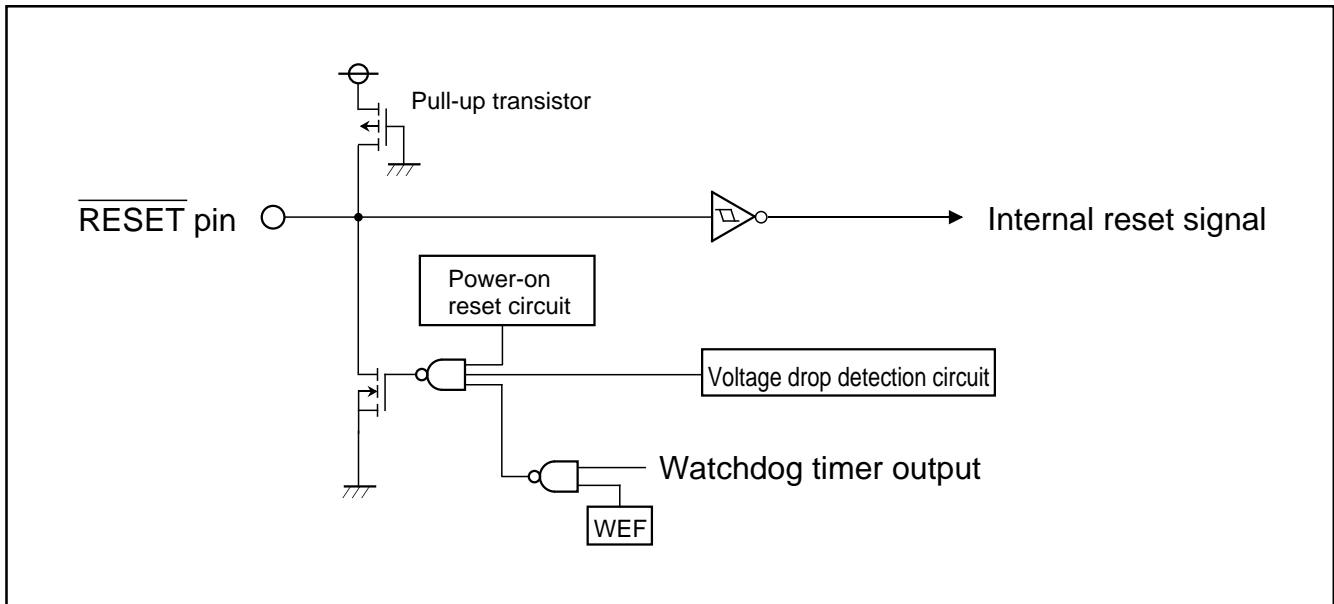 Pull-up transistor
RESET pin
Internal reset signal
Power-on
reset circuit
Voltage drop detection circuit
Watchdog timer output
WEF